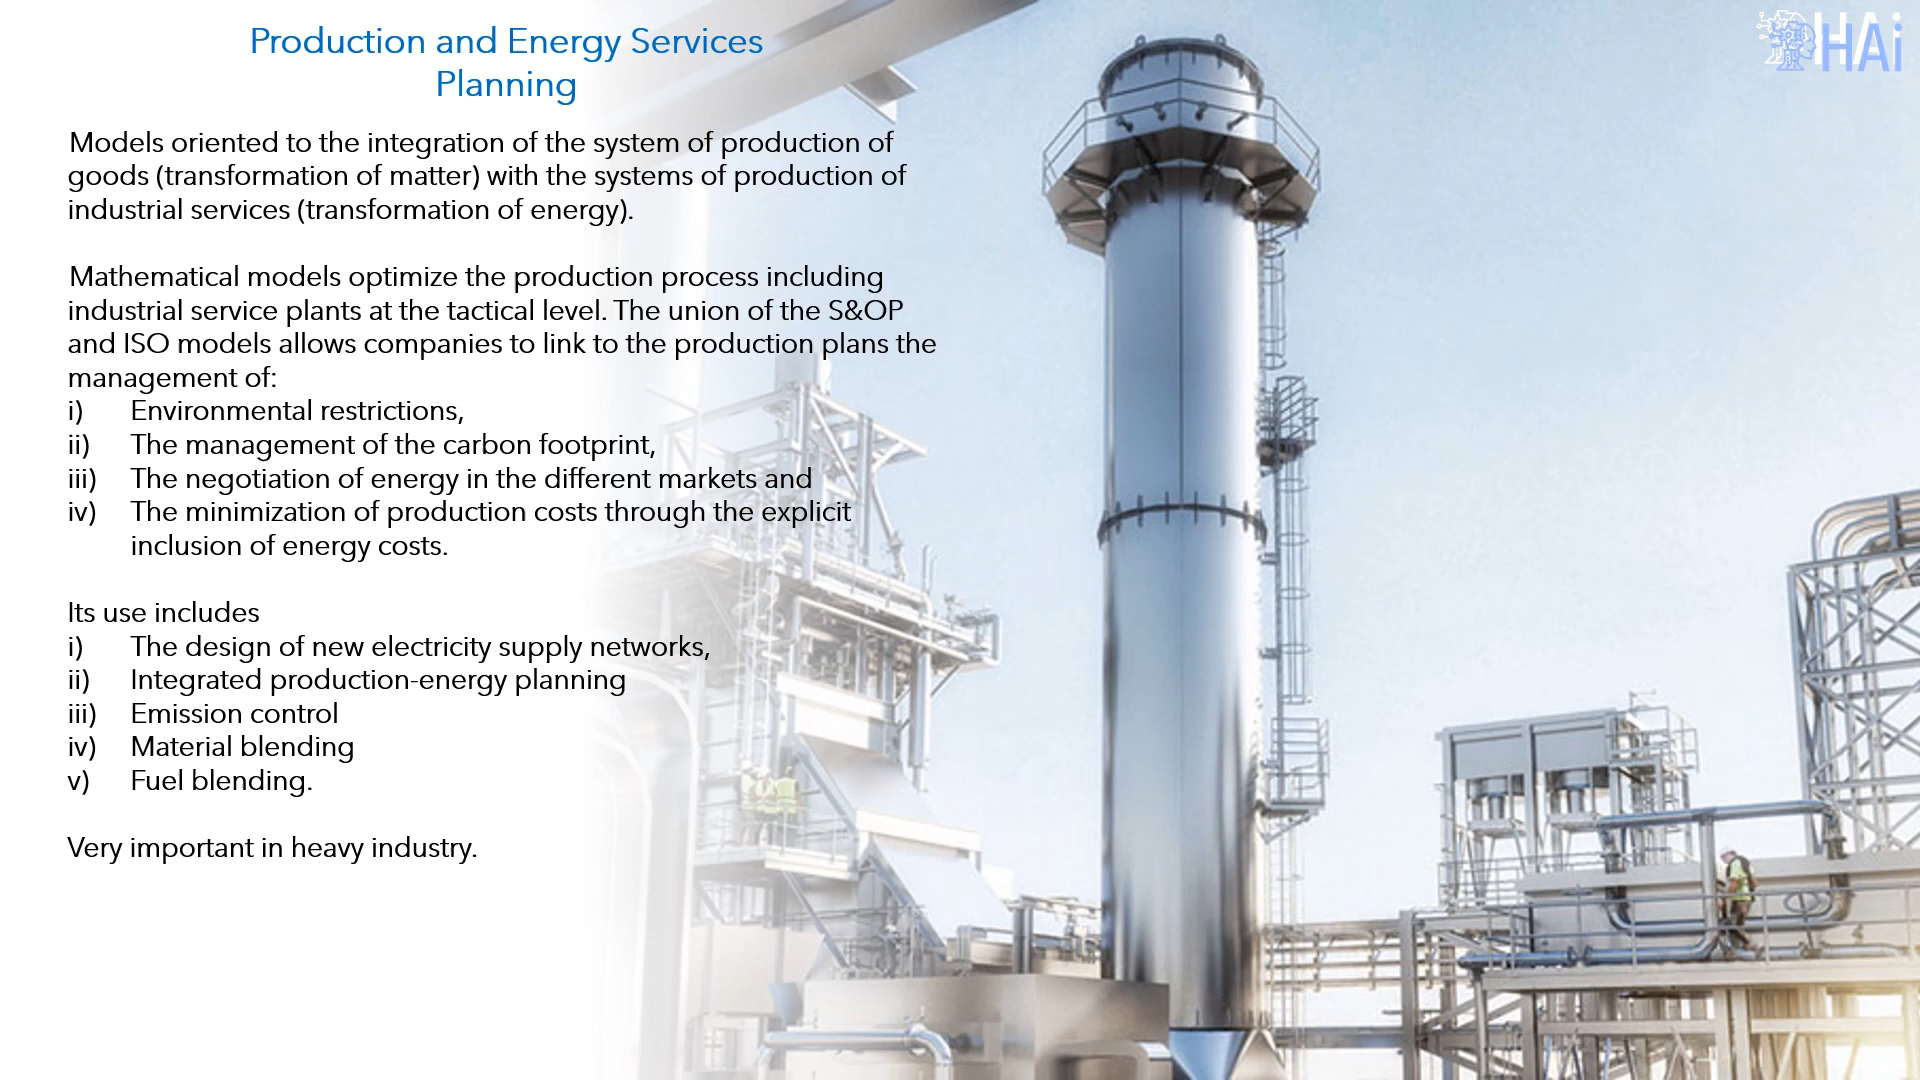 Production and Energy Services
Planning
HAi
Models oriented to the integration of the system of production of
goods (transformation of matter) with the systems of production of
industrial services (transformation of energy).
Mathematical models optimize the production process including
industrial service plants at the tactical level. The union of the S&OP
and ISO models allows companies to link to the production plans the
management of:
i) Environmental restrictions,
ii) The management of the carbon footprint,
iii) The negotiation of energy in the different markets and
iv) The minimization of production costs through the explicit
inclusion of energy costs.
Its use includes
i) The design of new electricity supply networks,
ii) Integrated production-energy planning
iii) Emission control
iv) Material blending
v) Fuel blending.
Very important in heavy industry.